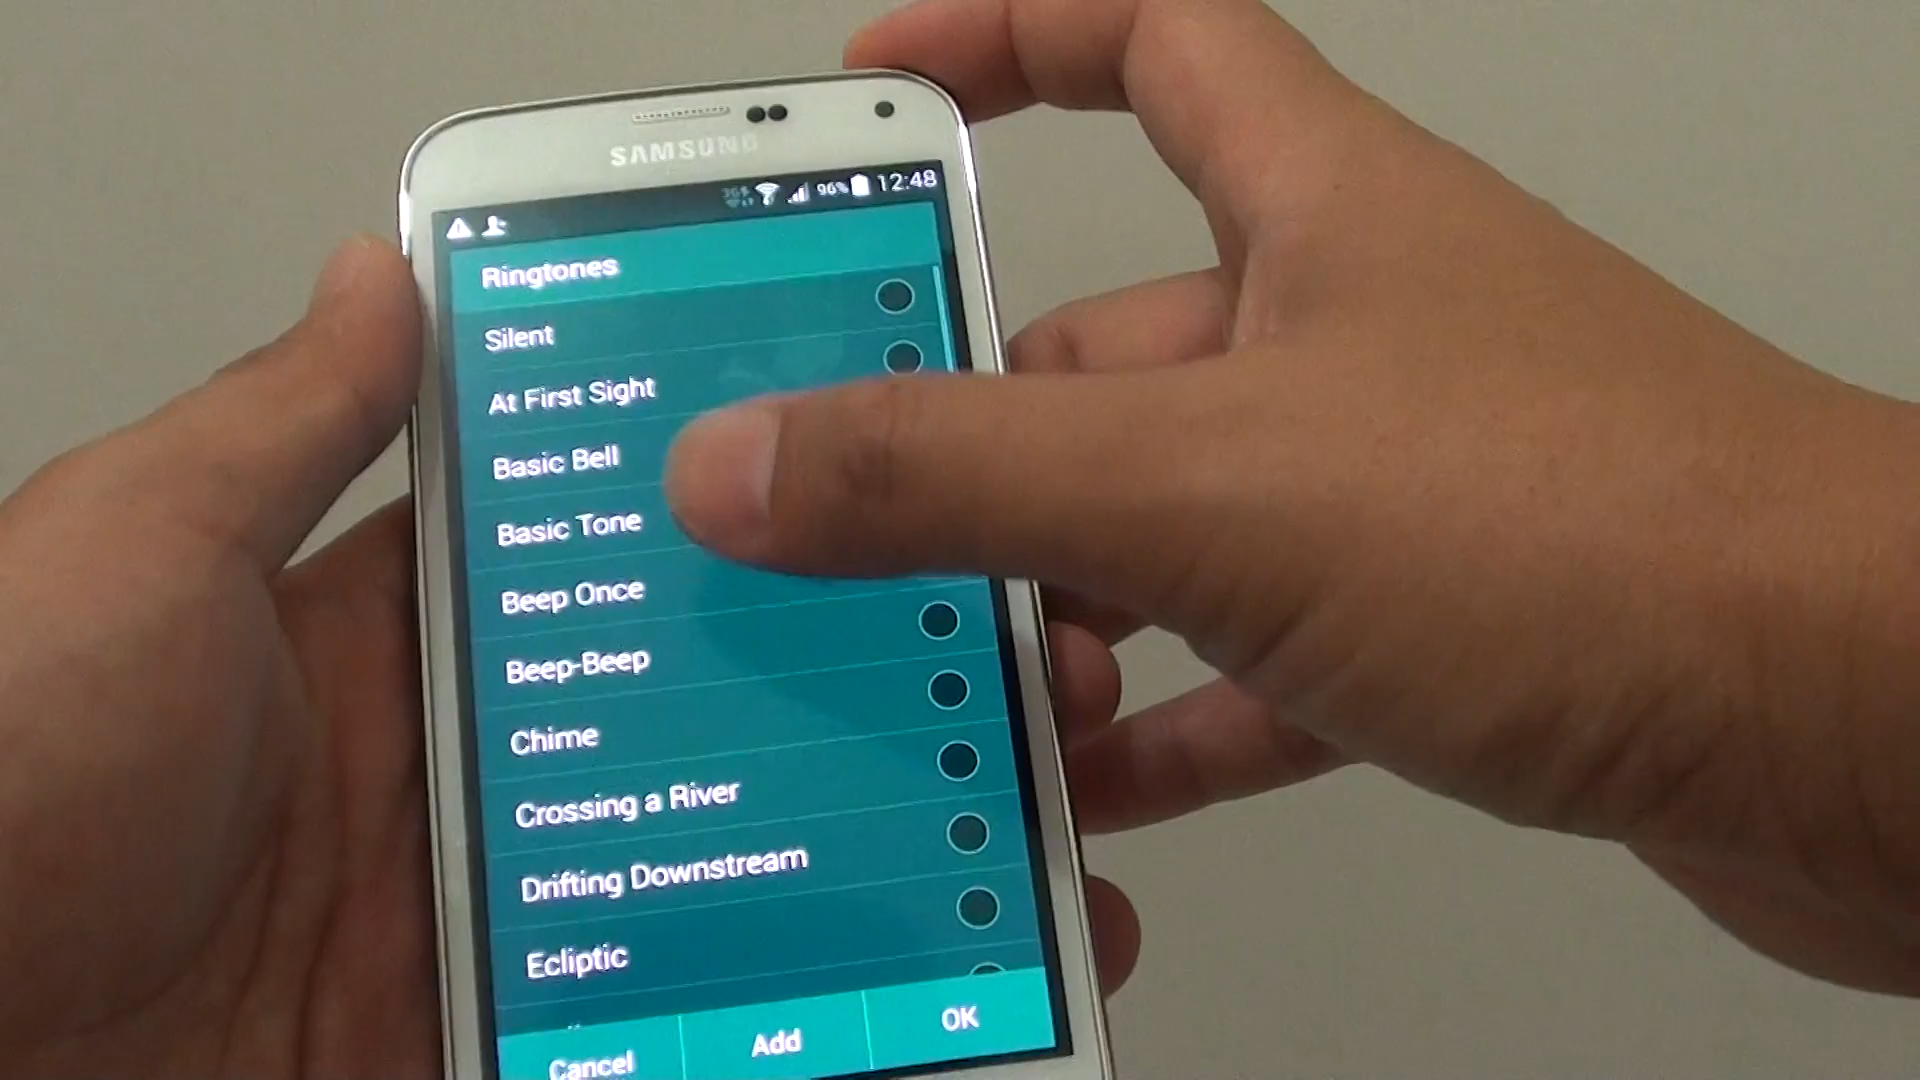 SAMSUNG
96% 12:48
Ringtones
Silent
At First Sight
Basic Bell
Basic Tone
Beep Once
Beep-Beep
Chime
Crossing a River
Drifting Downstream
Ecliptic
Cancel Add OK